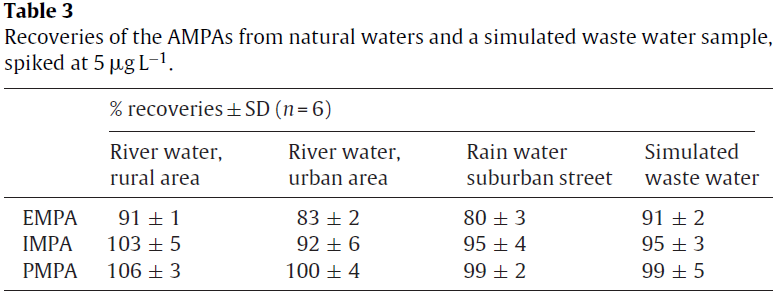 Table 3
Recoveries of the AMPAs from natural waters and a simulated waste water sample,
spiked at 5 μg L⁻¹.
% recoveries ± SD (n = 6)
River water, River water, Rain water Simulated
rural area urban area suburban street waste water
EMPA 91 ± 1 83 ± 2 80 ± 3 91 ± 2
IMPA 103 ± 5 92 ± 6 95 ± 4 95 ± 3
PMPA 106 ± 3 100 ± 4 99 ± 2 99 ± 5